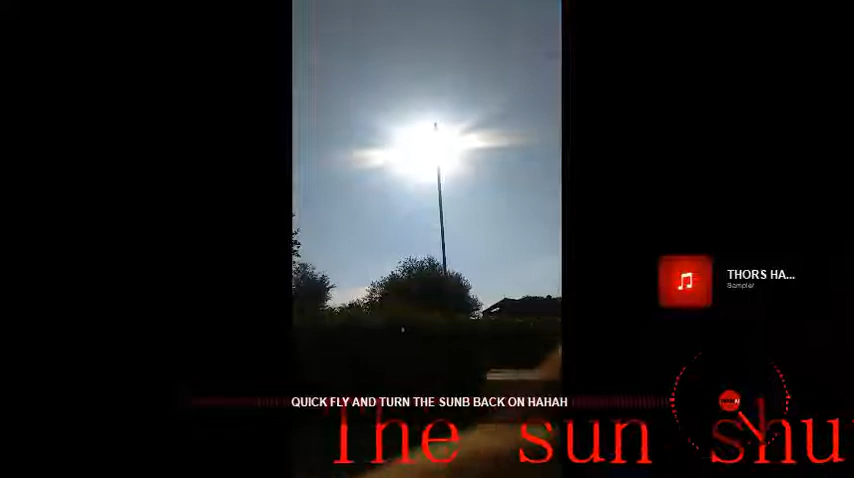 THORS HA...
Sampler
QUICK FLY AND TURN THE SUNB BACK ON HAHAH
The sun shu